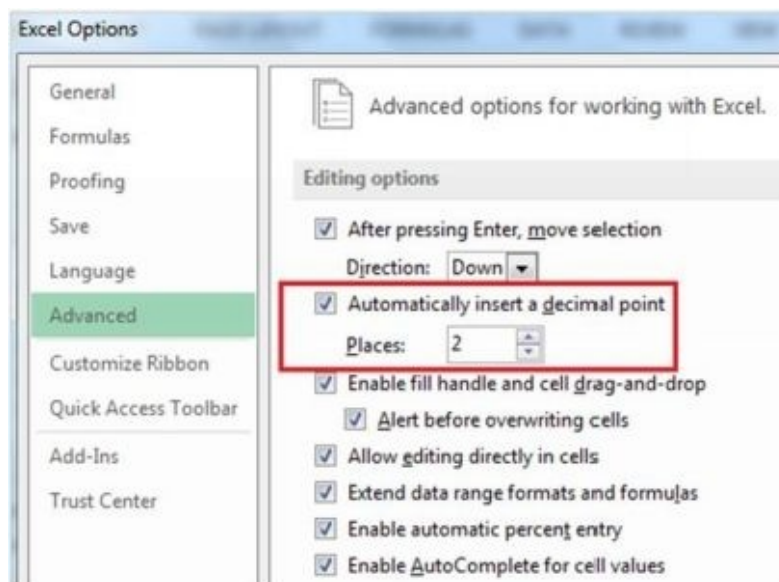 Excel Options
General
Formulas
Proofing
Save
Language
Advanced
Customize Ribbon
Quick Access Toolbar
Add-Ins
Trust Center
Advanced options for working with Excel.
Editing options
After pressing Enter, move selection
Direction: Down
Automatically insert a decimal point
Places: 2
Enable fill handle and cell drag-and-drop
Alert before overwriting cells
Allow editing directly in cells
Extend data range formats and formulas
Enable automatic percent entry
Enable AutoComplete for cell values